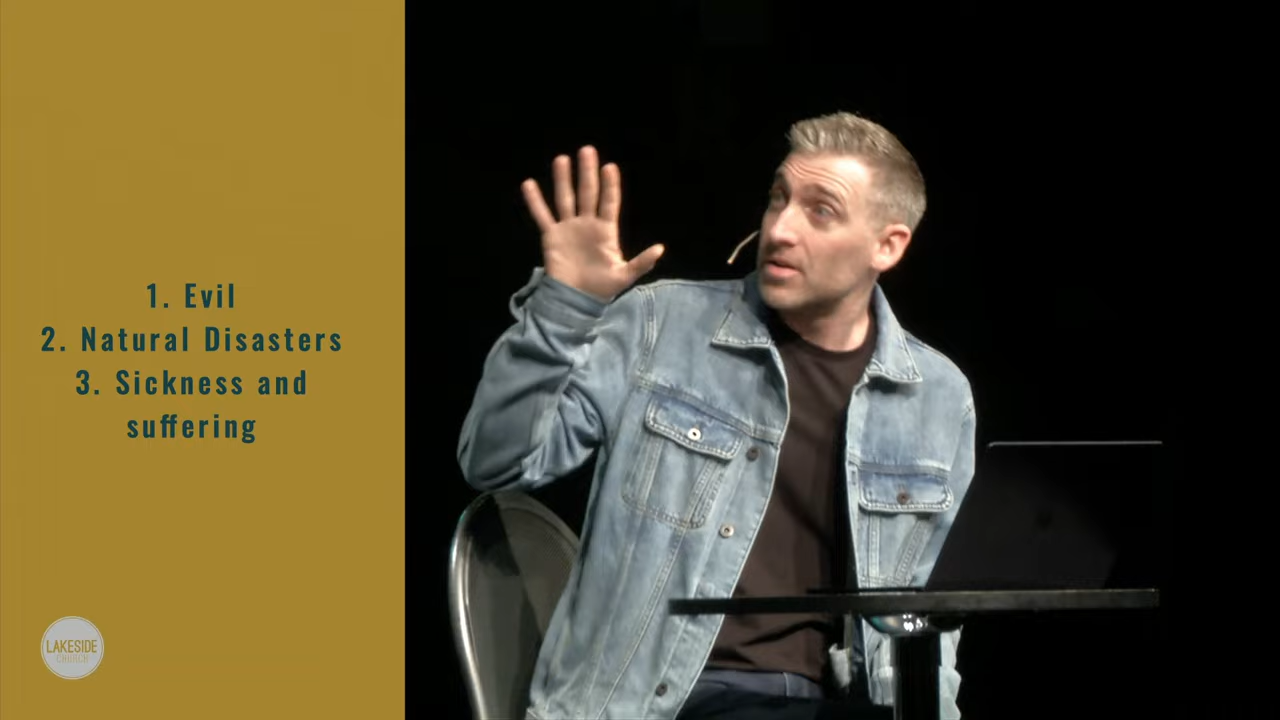 1. Evil
2. Natural Disasters
3. Sickness and
suffering
LAKESIDE
CHURCH